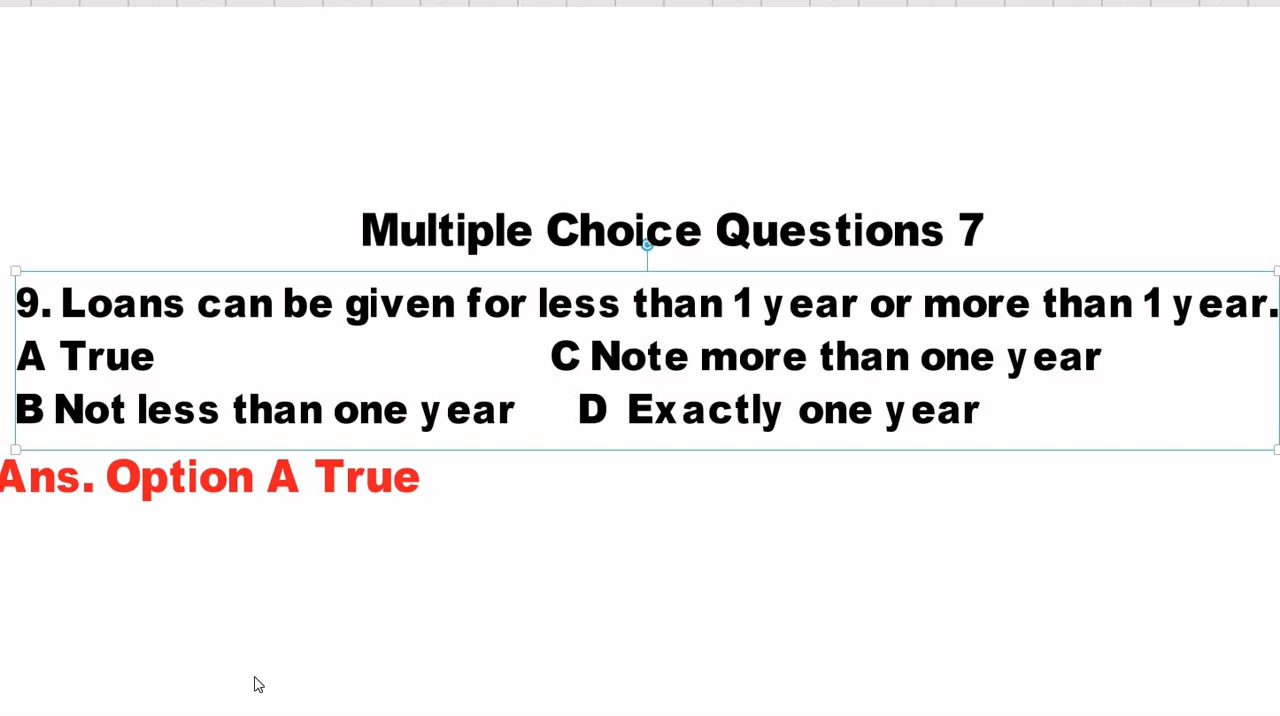 Multiple Choice Questions 7
9. Loans can be given for less than 1 year or more than 1 year.
A True C Note more than one year
B Not less than one year D Exactly one year
Ans. Option A True